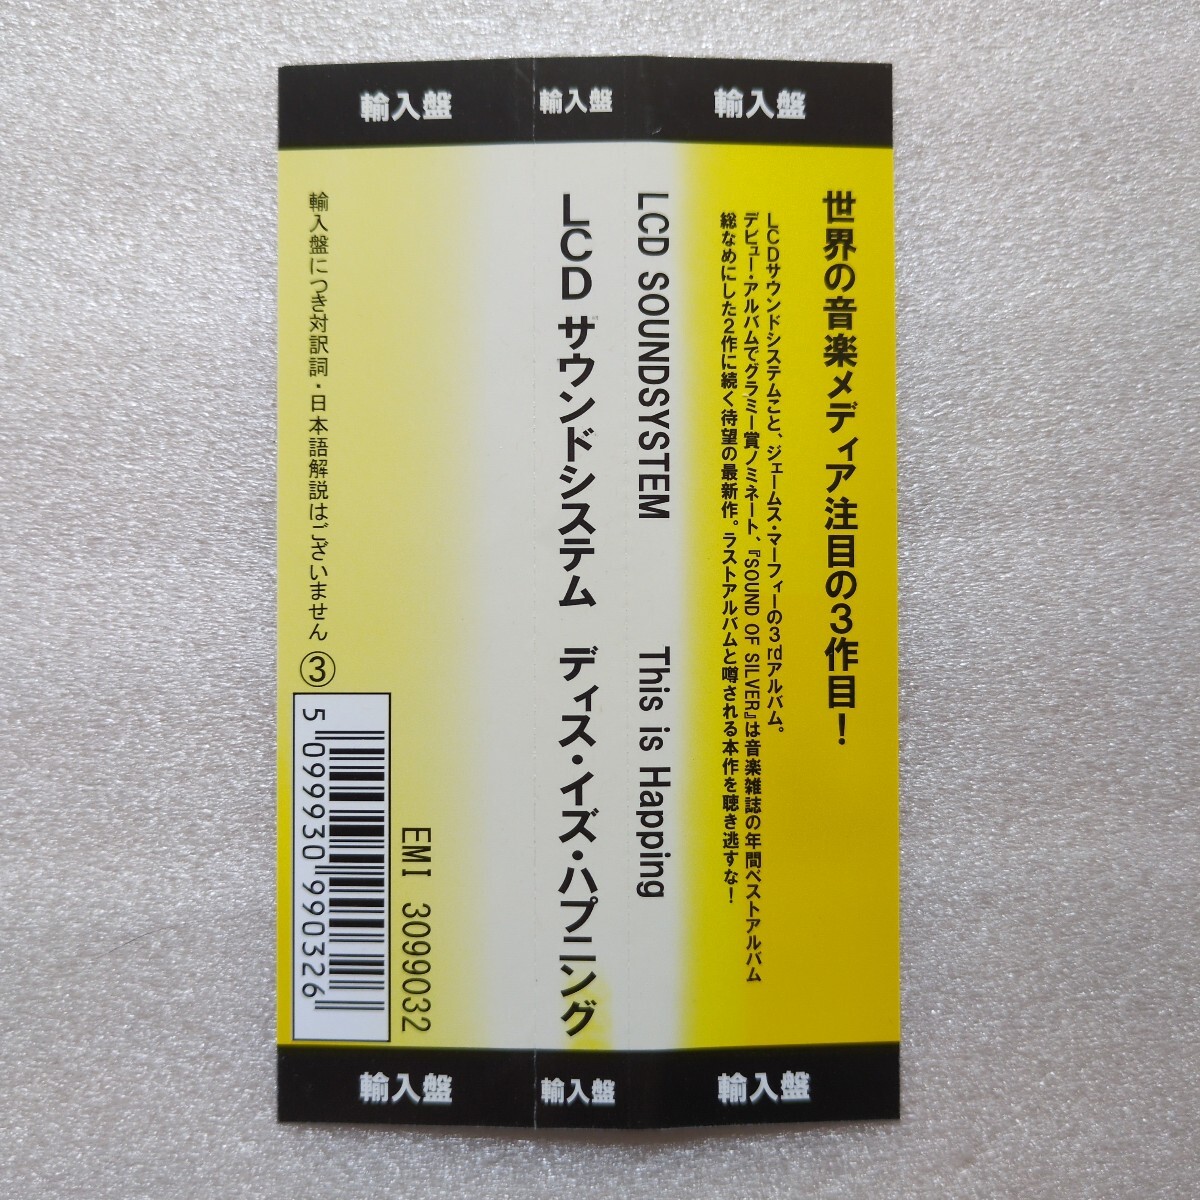 輸入盤
輸入盤
輸入盤
世界の音楽メディア注目の3作目!
LCDサウンドシステムこと、ジェームス・マーフィーの3rdアルバム。
デビュー・アルバムでグラミー賞ノミネート、『SOUND OF SILVER』は音楽雑誌の年間ベストアルバム
総なめにした2作に続く待望の最新作。ラストアルバムと噂される本作を聴き逃すな!
LCD SOUNDSYSTEM This is Happing
LCD サウンドシステム ディス・イズ・ハプニング
輸入盤につき対訳詞・日本語解説はございません ③
EMI 3099032
5 099930 990326
輸入盤
輸入盤
輸入盤